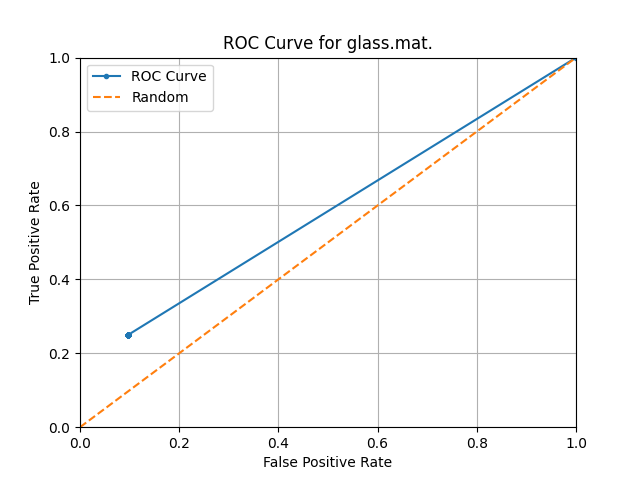 ROC Curve for glass.mat.
ROC Curve
Random
True Positive Rate
1.0
0.8
0.6
0.4
0.2
0.0
0.0 0.2 0.4 0.6 0.8 1.0
False Positive Rate